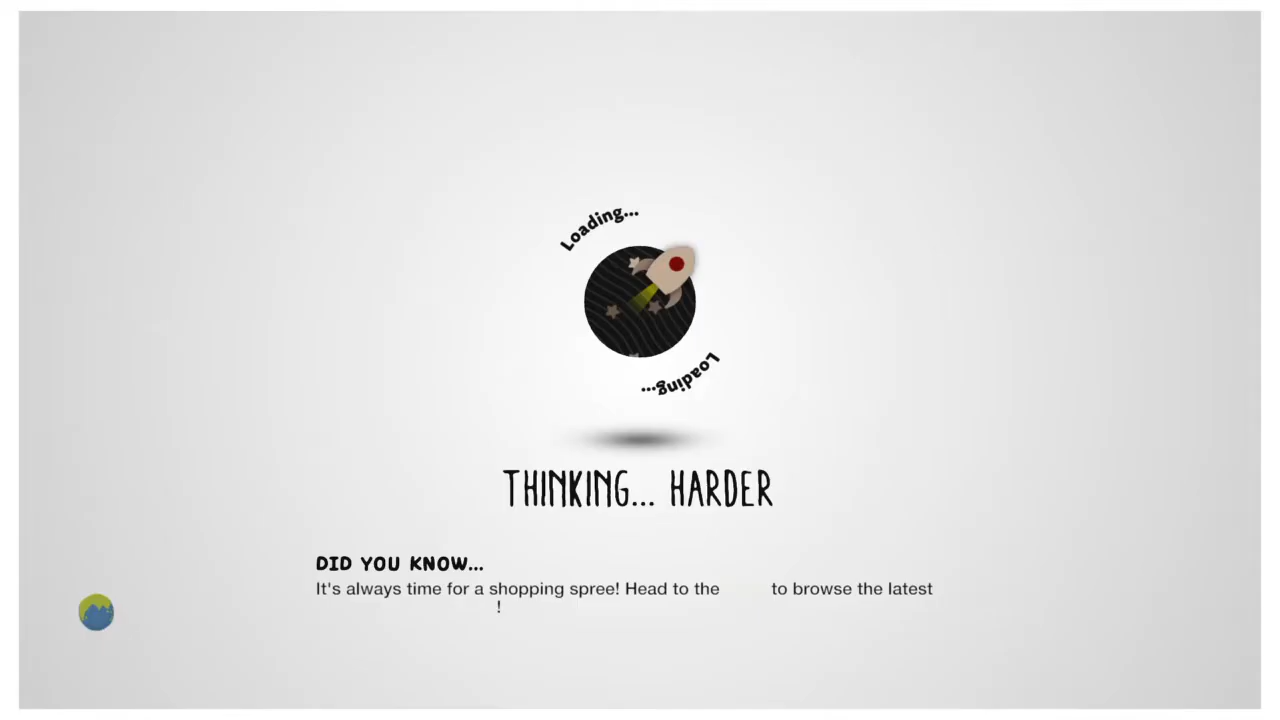 Loading...
Loading...
THINKING... HARDER
DID YOU KNOW...
It's always time for a shopping spree! Head to the to browse the latest
!